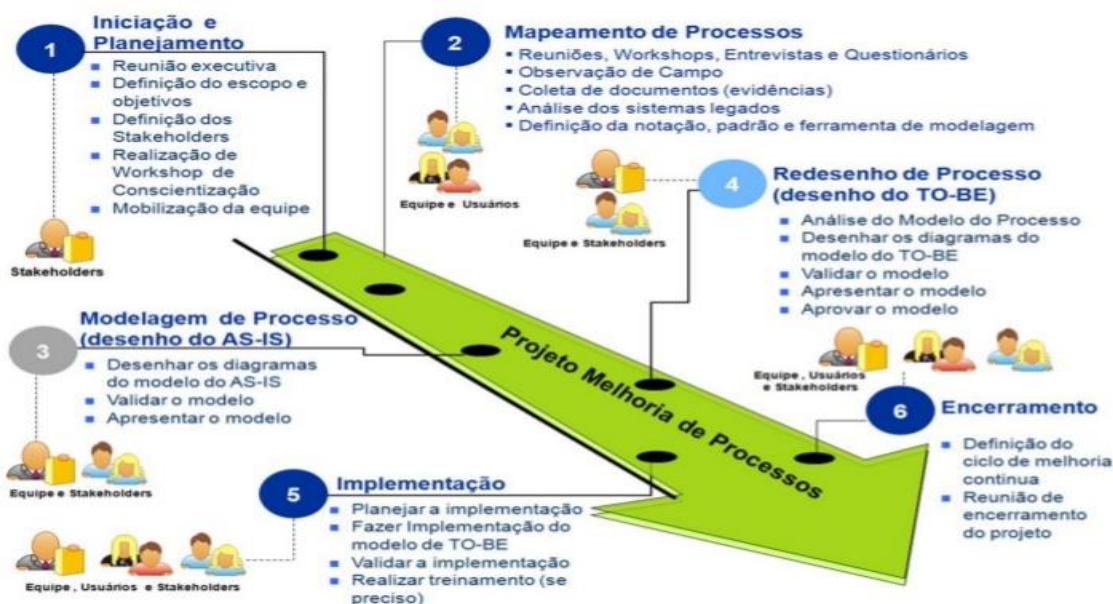 1
Iniciação e
Planejamento
▪ Reunião executiva
▪ Definição do escopo e
objetivos
▪ Definição dos
Stakeholders
▪ Realização de
Workshop de
Conscientização
▪ Mobilização da equipe
Stakeholders
2
Mapeamento de Processos
▪ Reuniões, Workshops, Entrevistas e Questionários
▪ Observação de Campo
▪ Coleta de documentos (evidências)
▪ Análise dos sistemas legados
▪ Definição da notação, padrão e ferramenta de modelagem
Equipe e Usuários
3
Modelagem de Processo
(desenho do AS-IS)
▪ Desenhar os diagramas
do modelo do AS-IS
▪ Validar o modelo
▪ Apresentar o modelo
Equipe e Stakeholders
4
Redesenho de Processo
(desenho do TO-BE)
▪ Análise do Modelo do Processo
▪ Desenhar os diagramas do
modelo do TO-BE
▪ Validar o modelo
▪ Apresentar o modelo
▪ Aprovar o modelo
Equipe e Stakeholders
Projeto Melhoria de Processos
5
Implementação
▪ Planejar a implementação
▪ Fazer Implementação do
modelo de TO-BE
▪ Validar a implementação
▪ Realizar treinamento (se
preciso)
Equipe, Usuários e Stakeholders
6
Encerramento
▪ Definição do
ciclo de melhoria
continua
▪ Reunião de
encerramento
do projeto
Equipe, Usuários
e Stakeholders